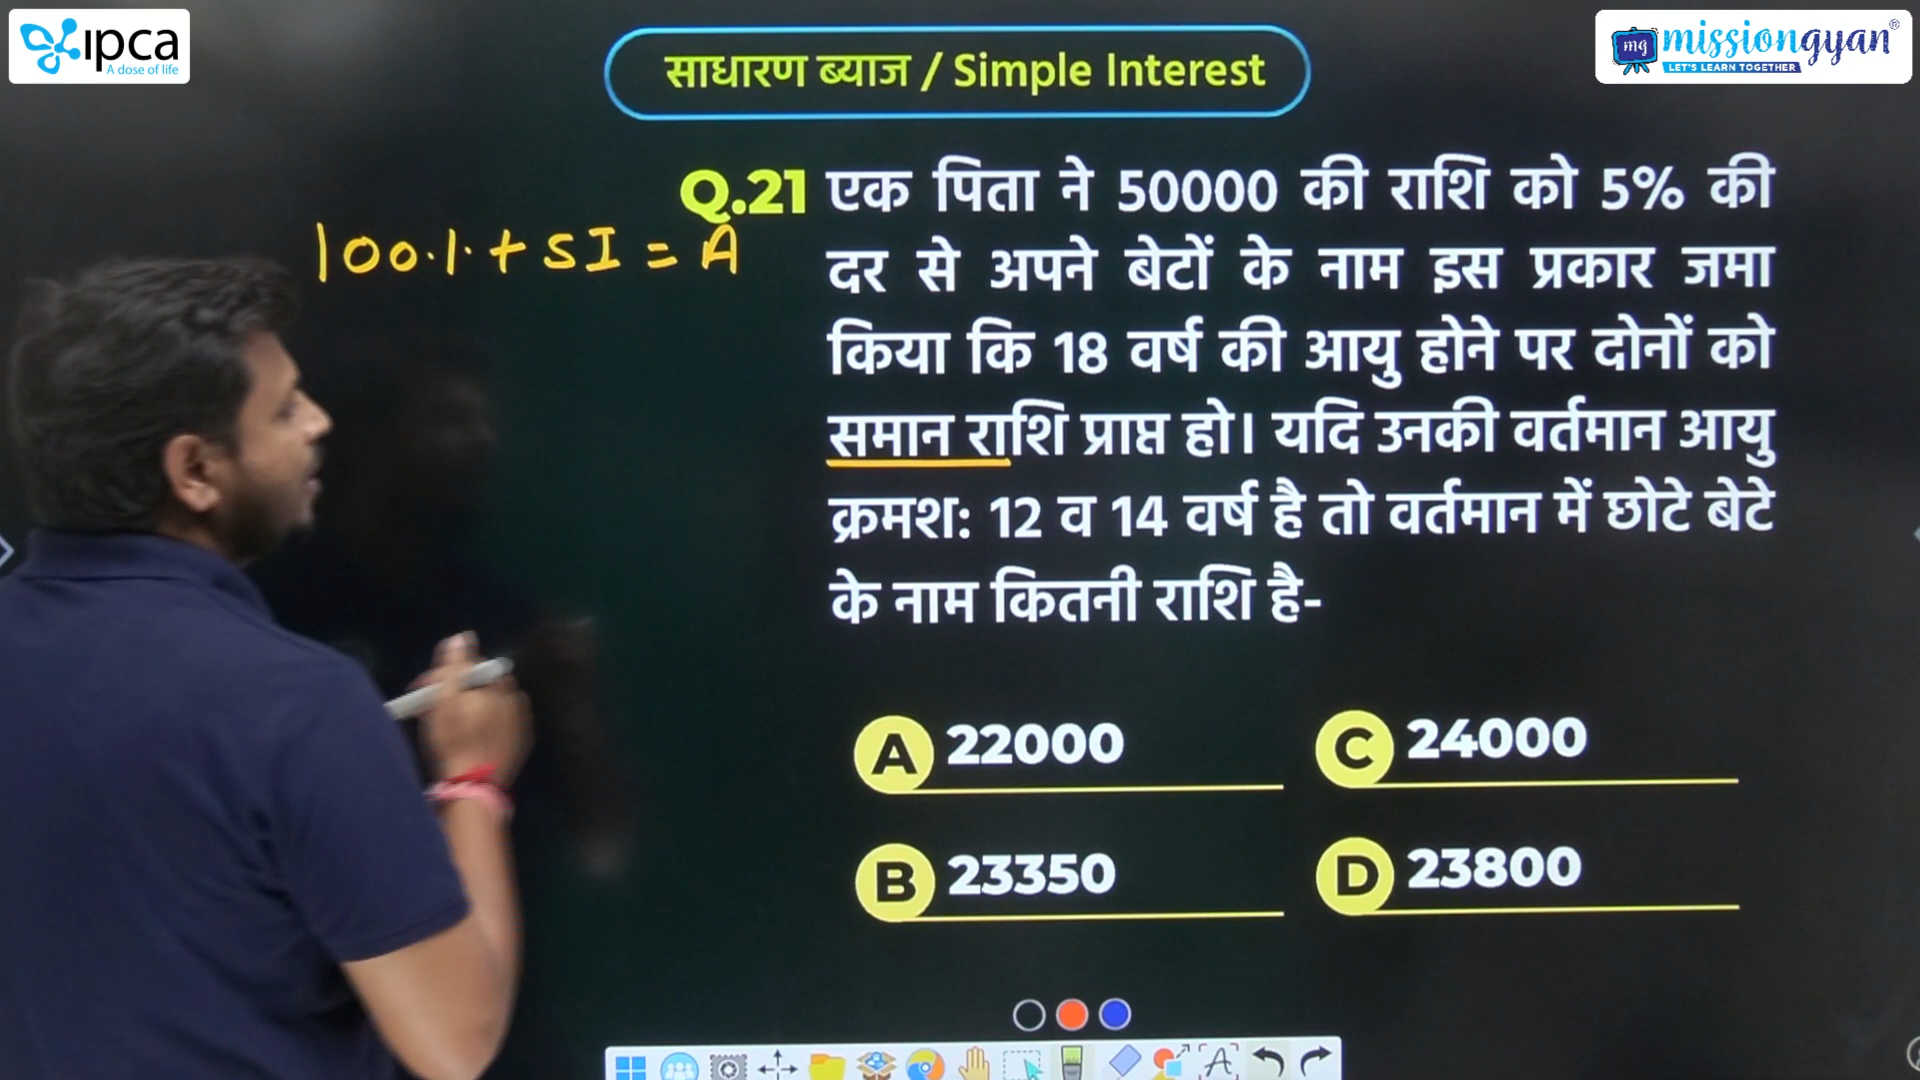 ıpca
A dose of life
missiongyan®
LET'S LEARN TOGETHER
mg
साधारण ब्याज / Simple Interest
Q.21 एक पिता ने 50000 की राशि को 5% की
दर से अपने बेटों के नाम इस प्रकार जमा
किया कि 18 वर्ष की आयु होने पर दोनों को
समान राशि प्राप्त हो। यदि उनकी वर्तमान आयु
क्रमश: 12 व 14 वर्ष है तो वर्तमान में छोटे बेटे
के नाम कितनी राशि है-
100% + SI = A
A 22000
C 24000
B 23350
D 23800